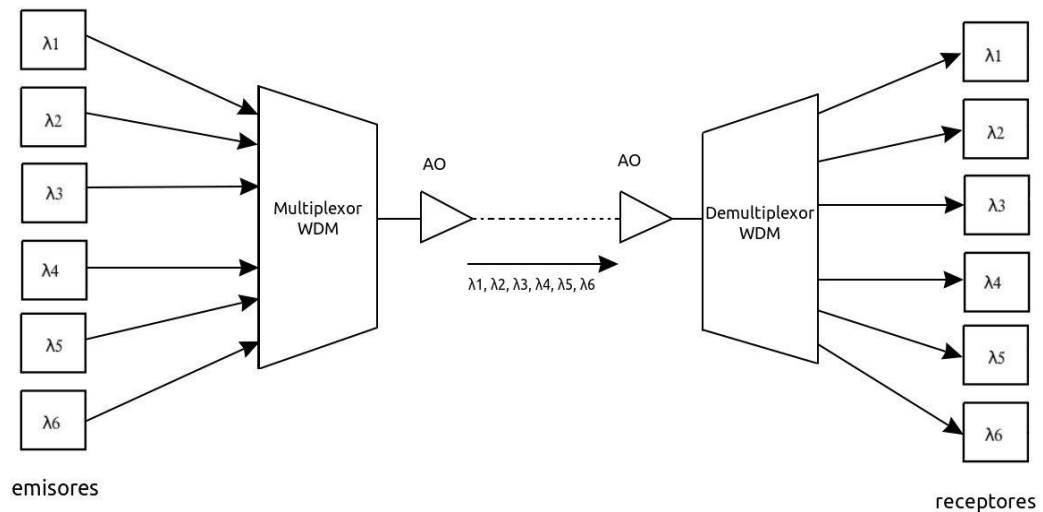 λ1
λ2
λ3
λ4
λ5
λ6
emisores
Multiplexor
WDM
AO
λ1, λ2, λ3, λ4, λ5, λ6
AO
Demultiplexor
WDM
λ1
λ2
λ3
λ4
λ5
λ6
receptores